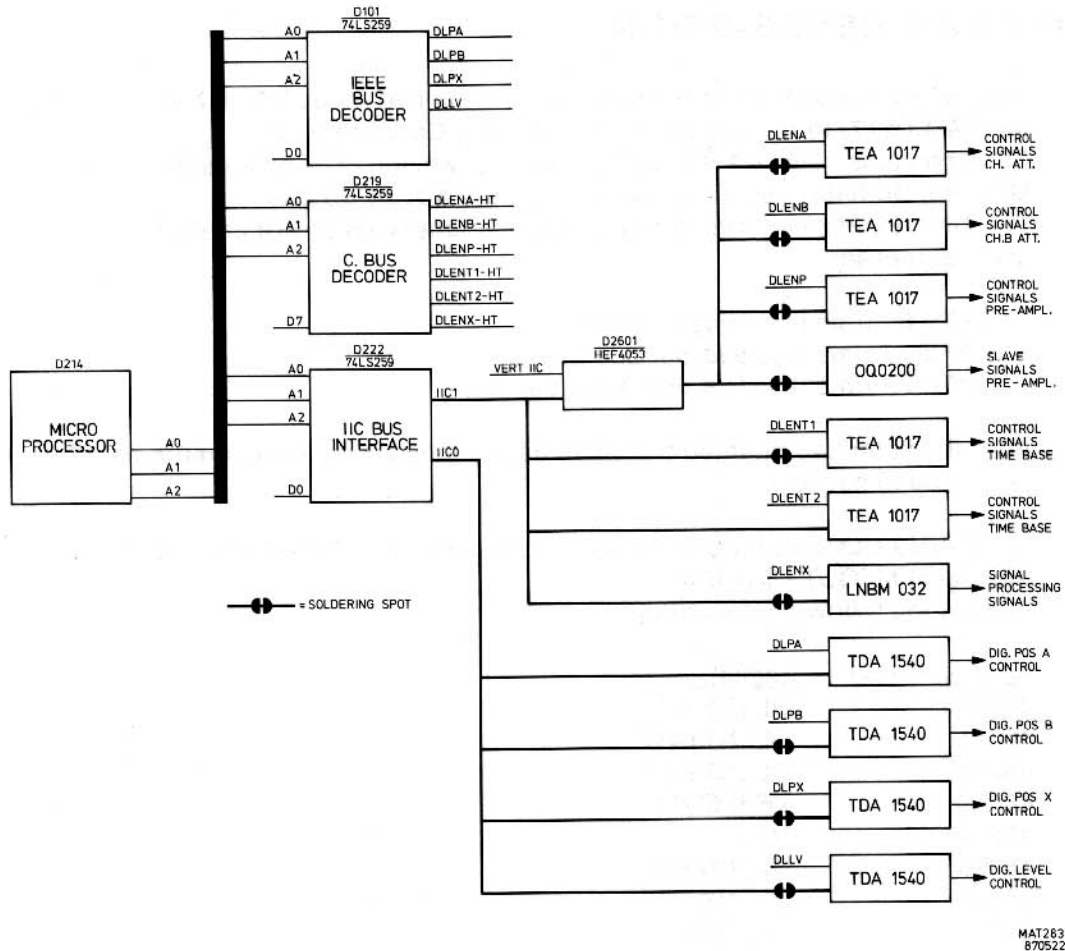 D101
74LS259
A0
A1
A2
D0
IEEE
BUS
DECODER
DLPA
DLPB
DLPX
DLLV
D219
74LS259
A0
A1
A2
D7
C. BUS
DECODER
DLENA-HT
DLENB-HT
DLENP-HT
DLENT1-HT
DLENT2-HT
DLENX-HT
D222
74LS259
A0
A1
A2
D0
IIC BUS
INTERFACE
IIC1
IIC0
D214
MICRO
PROCESSOR
A0
A1
A2
= SOLDERING SPOT
D2601
HEF4053
VERT IIC
DLENA
TEA 1017
CONTROL
SIGNALS
CH. ATT.
DLENB
TEA 1017
CONTROL
SIGNALS
CH.B ATT.
DLENP
TEA 1017
CONTROL
SIGNALS
PRE-AMPL.
OQ0200
SLAVE
SIGNALS
PRE-AMPL.
DLENT1
TEA 1017
CONTROL
SIGNALS
TIME BASE
DLENT2
TEA 1017
CONTROL
SIGNALS
TIME BASE
DLENX
LNBM 032
SIGNAL
PROCESSING
SIGNALS
DLPA
TDA 1540
DIG. POS A
CONTROL
DLPB
TDA 1540
DIG. POS B
CONTROL
DLPX
TDA 1540
DIG. POS X
CONTROL
DLLV
TDA 1540
DIG. LEVEL
CONTROL
MAT283
870522